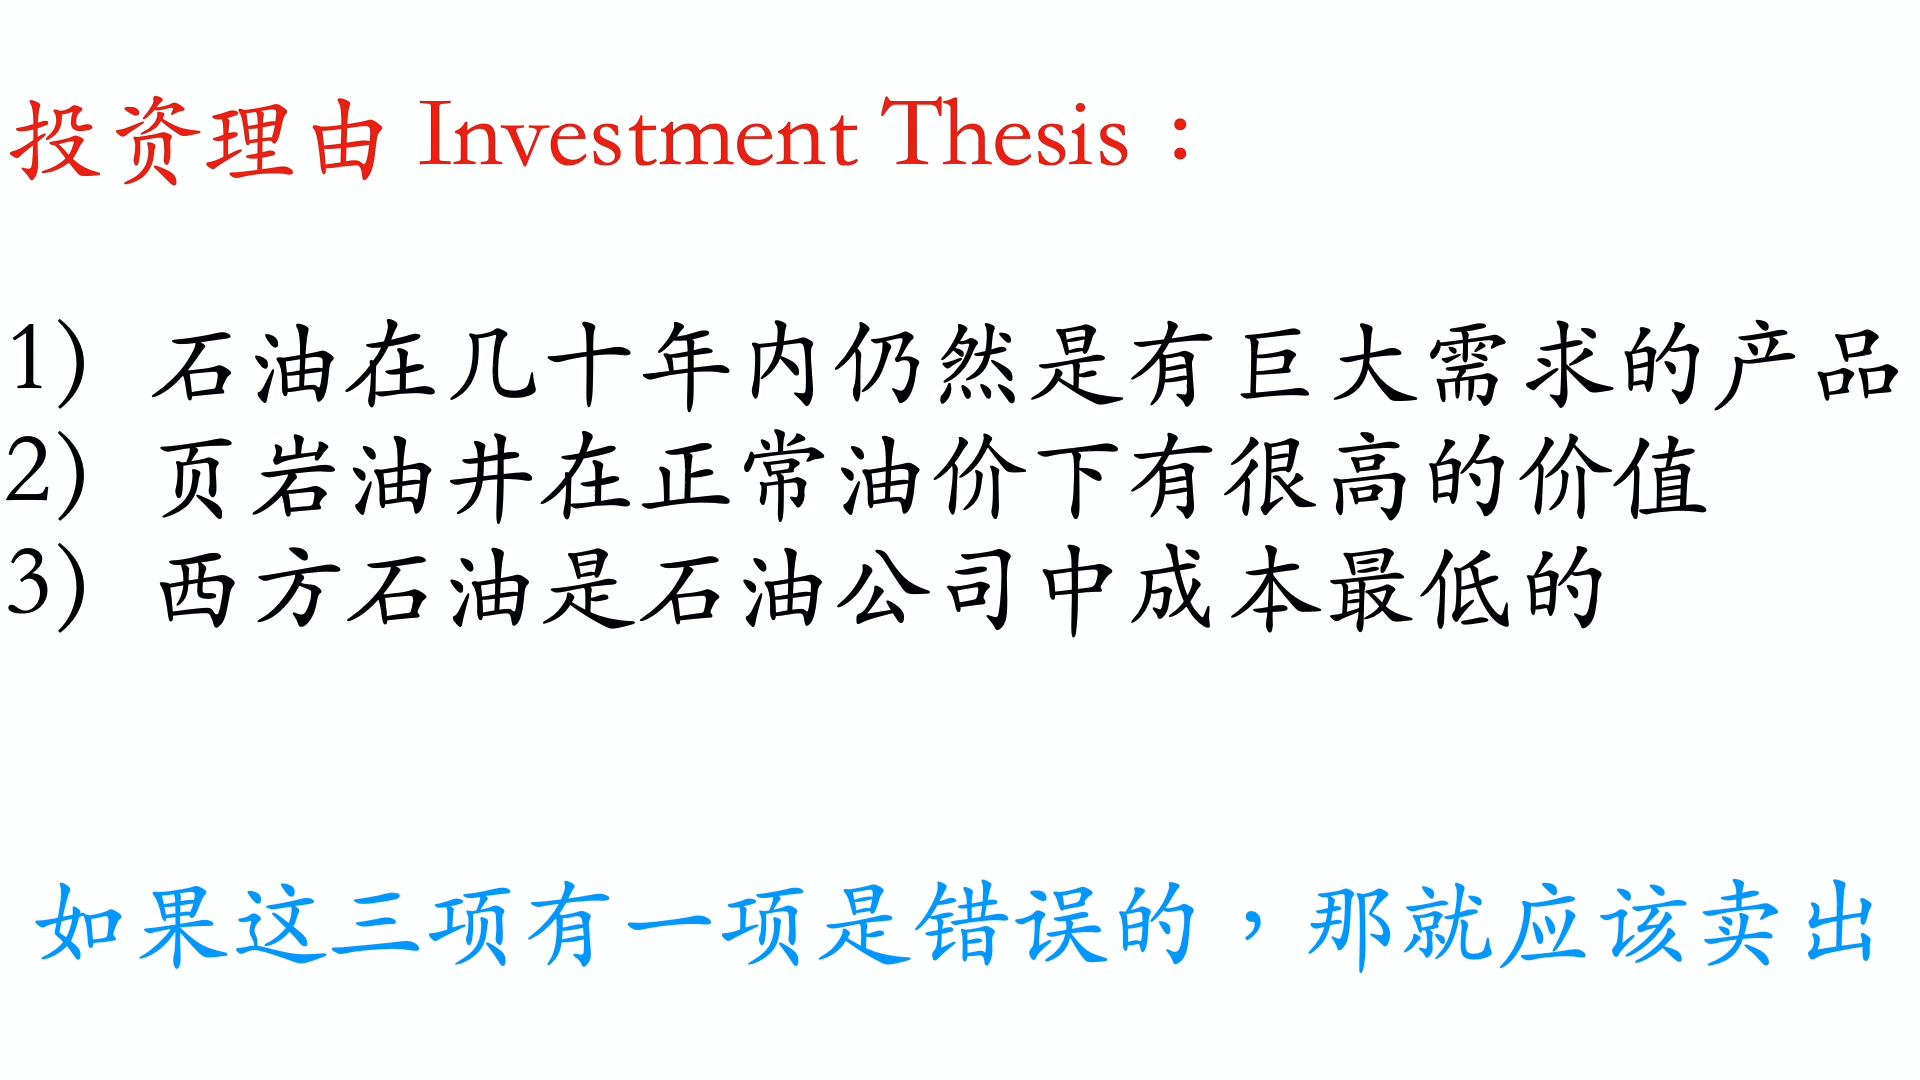 投资理由 Investment Thesis：
1） 石油在几十年内仍然是有巨大需求的产品
2） 页岩油井在正常油价下有很高的价值
3） 西方石油是石油公司中成本最低的
如果这三项有一项是错误的，那就应该卖出